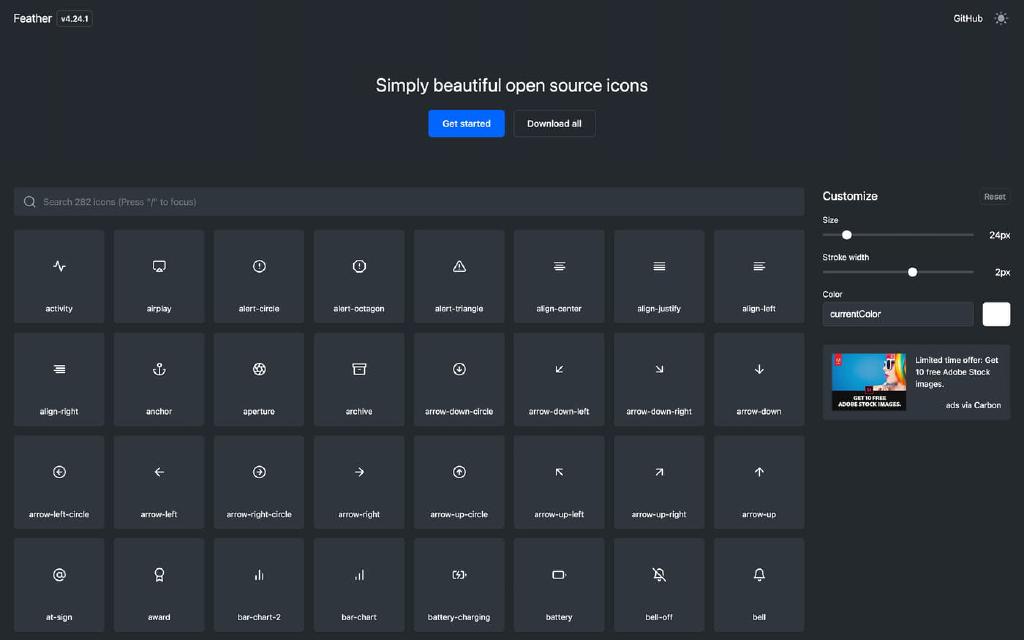 Feather v4.24.1
GitHub
Simply beautiful open source icons
Get started
Download all
Search 282 icons (Press "/" to focus)
Customize
Reset
Size
24px
Stroke width
2px
Color
currentColor
activity
airplay
alert-circle
alert-octagon
alert-triangle
align-center
align-justify
align-left
align-right
anchor
aperture
archive
arrow-down-circle
arrow-down-left
arrow-down-right
arrow-down
arrow-left-circle
arrow-left
arrow-right-circle
arrow-right
arrow-up-circle
arrow-up-left
arrow-up-right
arrow-up
at-sign
award
bar-chart-2
bar-chart
battery-charging
battery
bell-off
bell
GET 10 FREE
ADOBE STOCK IMAGES.
Limited time offer: Get
10 free Adobe Stock
images.
ads via Carbon